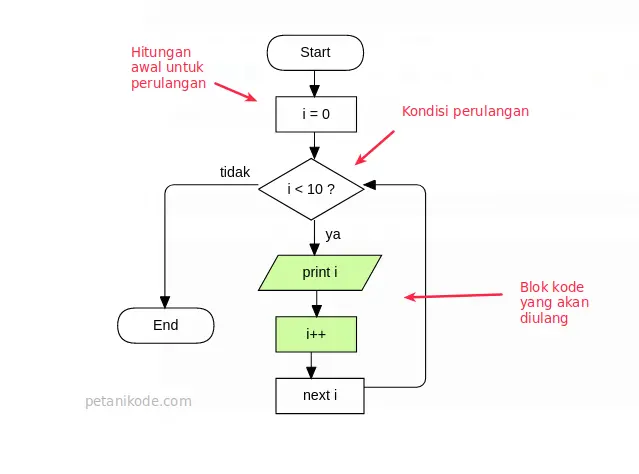 Start
Hitungan
awal untuk
perulangan
i = 0
Kondisi perulangan
tidak
i < 10 ?
ya
print i
Blok kode
yang akan
diulang
End
i++
next i
petanikode.com